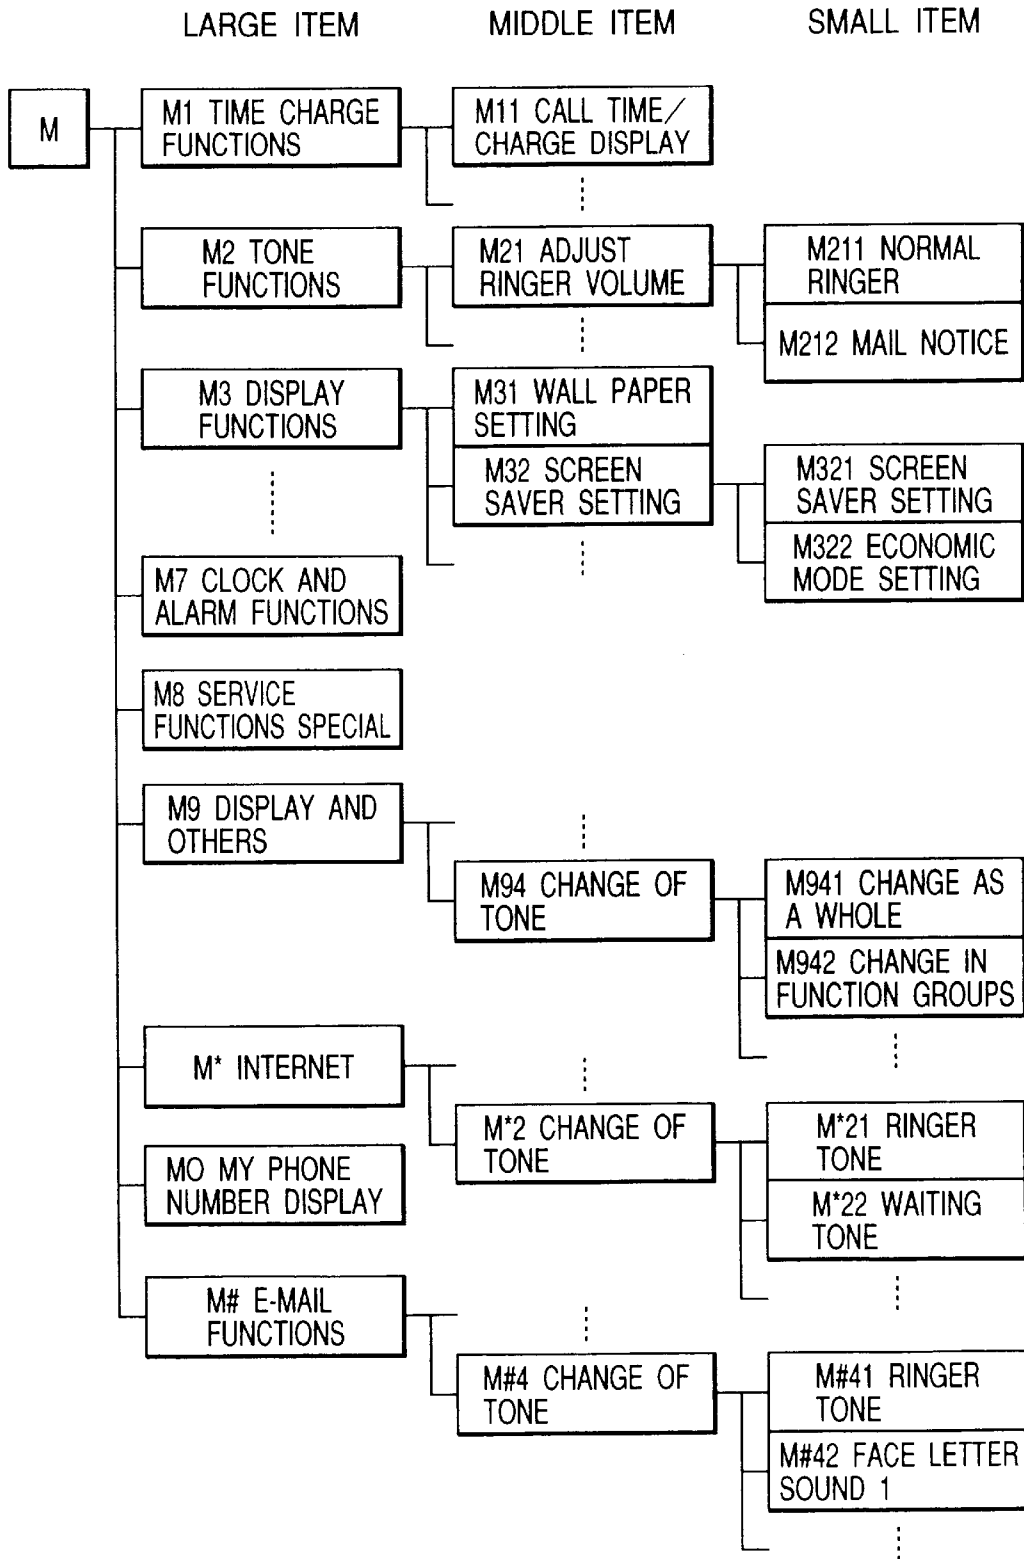 LARGE ITEM
MIDDLE ITEM
SMALL ITEM
M
M1 TIME CHARGE
FUNCTIONS
M11 CALL TIME/
CHARGE DISPLAY
M2 TONE
FUNCTIONS
M21 ADJUST
RINGER VOLUME
M211 NORMAL
RINGER
M212 MAIL NOTICE
M3 DISPLAY
FUNCTIONS
M31 WALL PAPER
SETTING
M32 SCREEN
SAVER SETTING
M321 SCREEN
SAVER SETTING
M322 ECONOMIC
MODE SETTING
M7 CLOCK AND
ALARM FUNCTIONS
M8 SERVICE
FUNCTIONS SPECIAL
M9 DISPLAY AND
OTHERS
M94 CHANGE OF
TONE
M941 CHANGE AS
A WHOLE
M942 CHANGE IN
FUNCTION GROUPS
M* INTERNET
M*2 CHANGE OF
TONE
M*21 RINGER
TONE
M*22 WAITING
TONE
MO MY PHONE
NUMBER DISPLAY
M# E-MAIL
FUNCTIONS
M#4 CHANGE OF
TONE
M#41 RINGER
TONE
M#42 FACE LETTER
SOUND 1